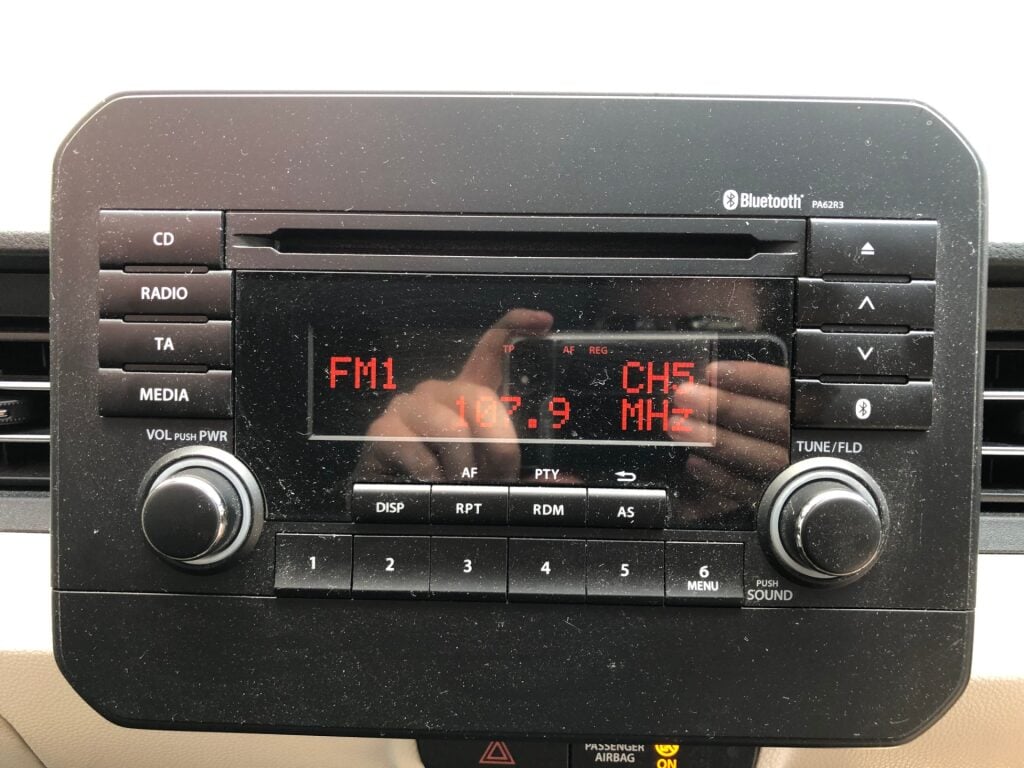 Bluetooth® PA62R3
CD
RADIO
TA
MEDIA
VOL PUSH PWR
TP AF REG
FM1 CH5
107.9 MHz
AF PTY
DISP RPT RDM AS
1 2 3 4 5 6
MENU
TUNE/FLD
PUSH
SOUND
PASSENGER
AIRBAG
ON